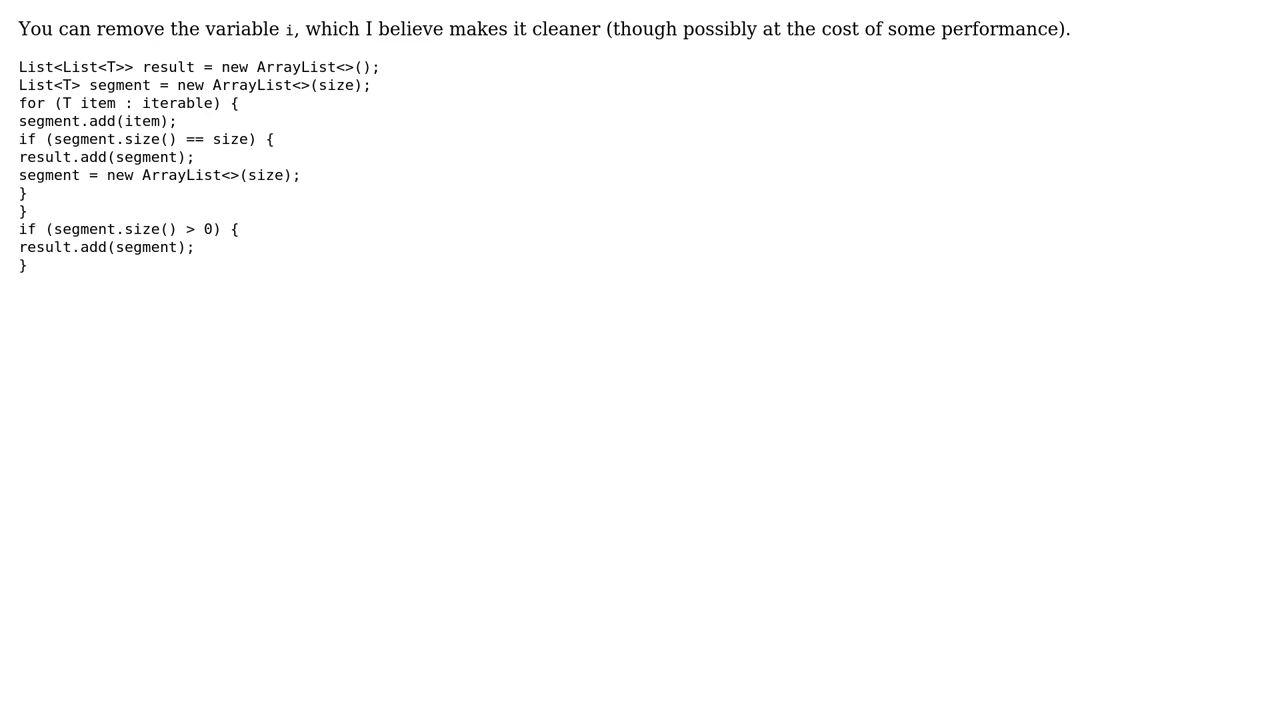 You can remove the variable i, which I believe makes it cleaner (though possibly at the cost of some performance).
List<List<T>> result = new ArrayList<>();
List<T> segment = new ArrayList<>(size);
for (T item : iterable) {
segment.add(item);
if (segment.size() == size) {
result.add(segment);
segment = new ArrayList<>(size);
}
}
if (segment.size() > 0) {
result.add(segment);
}